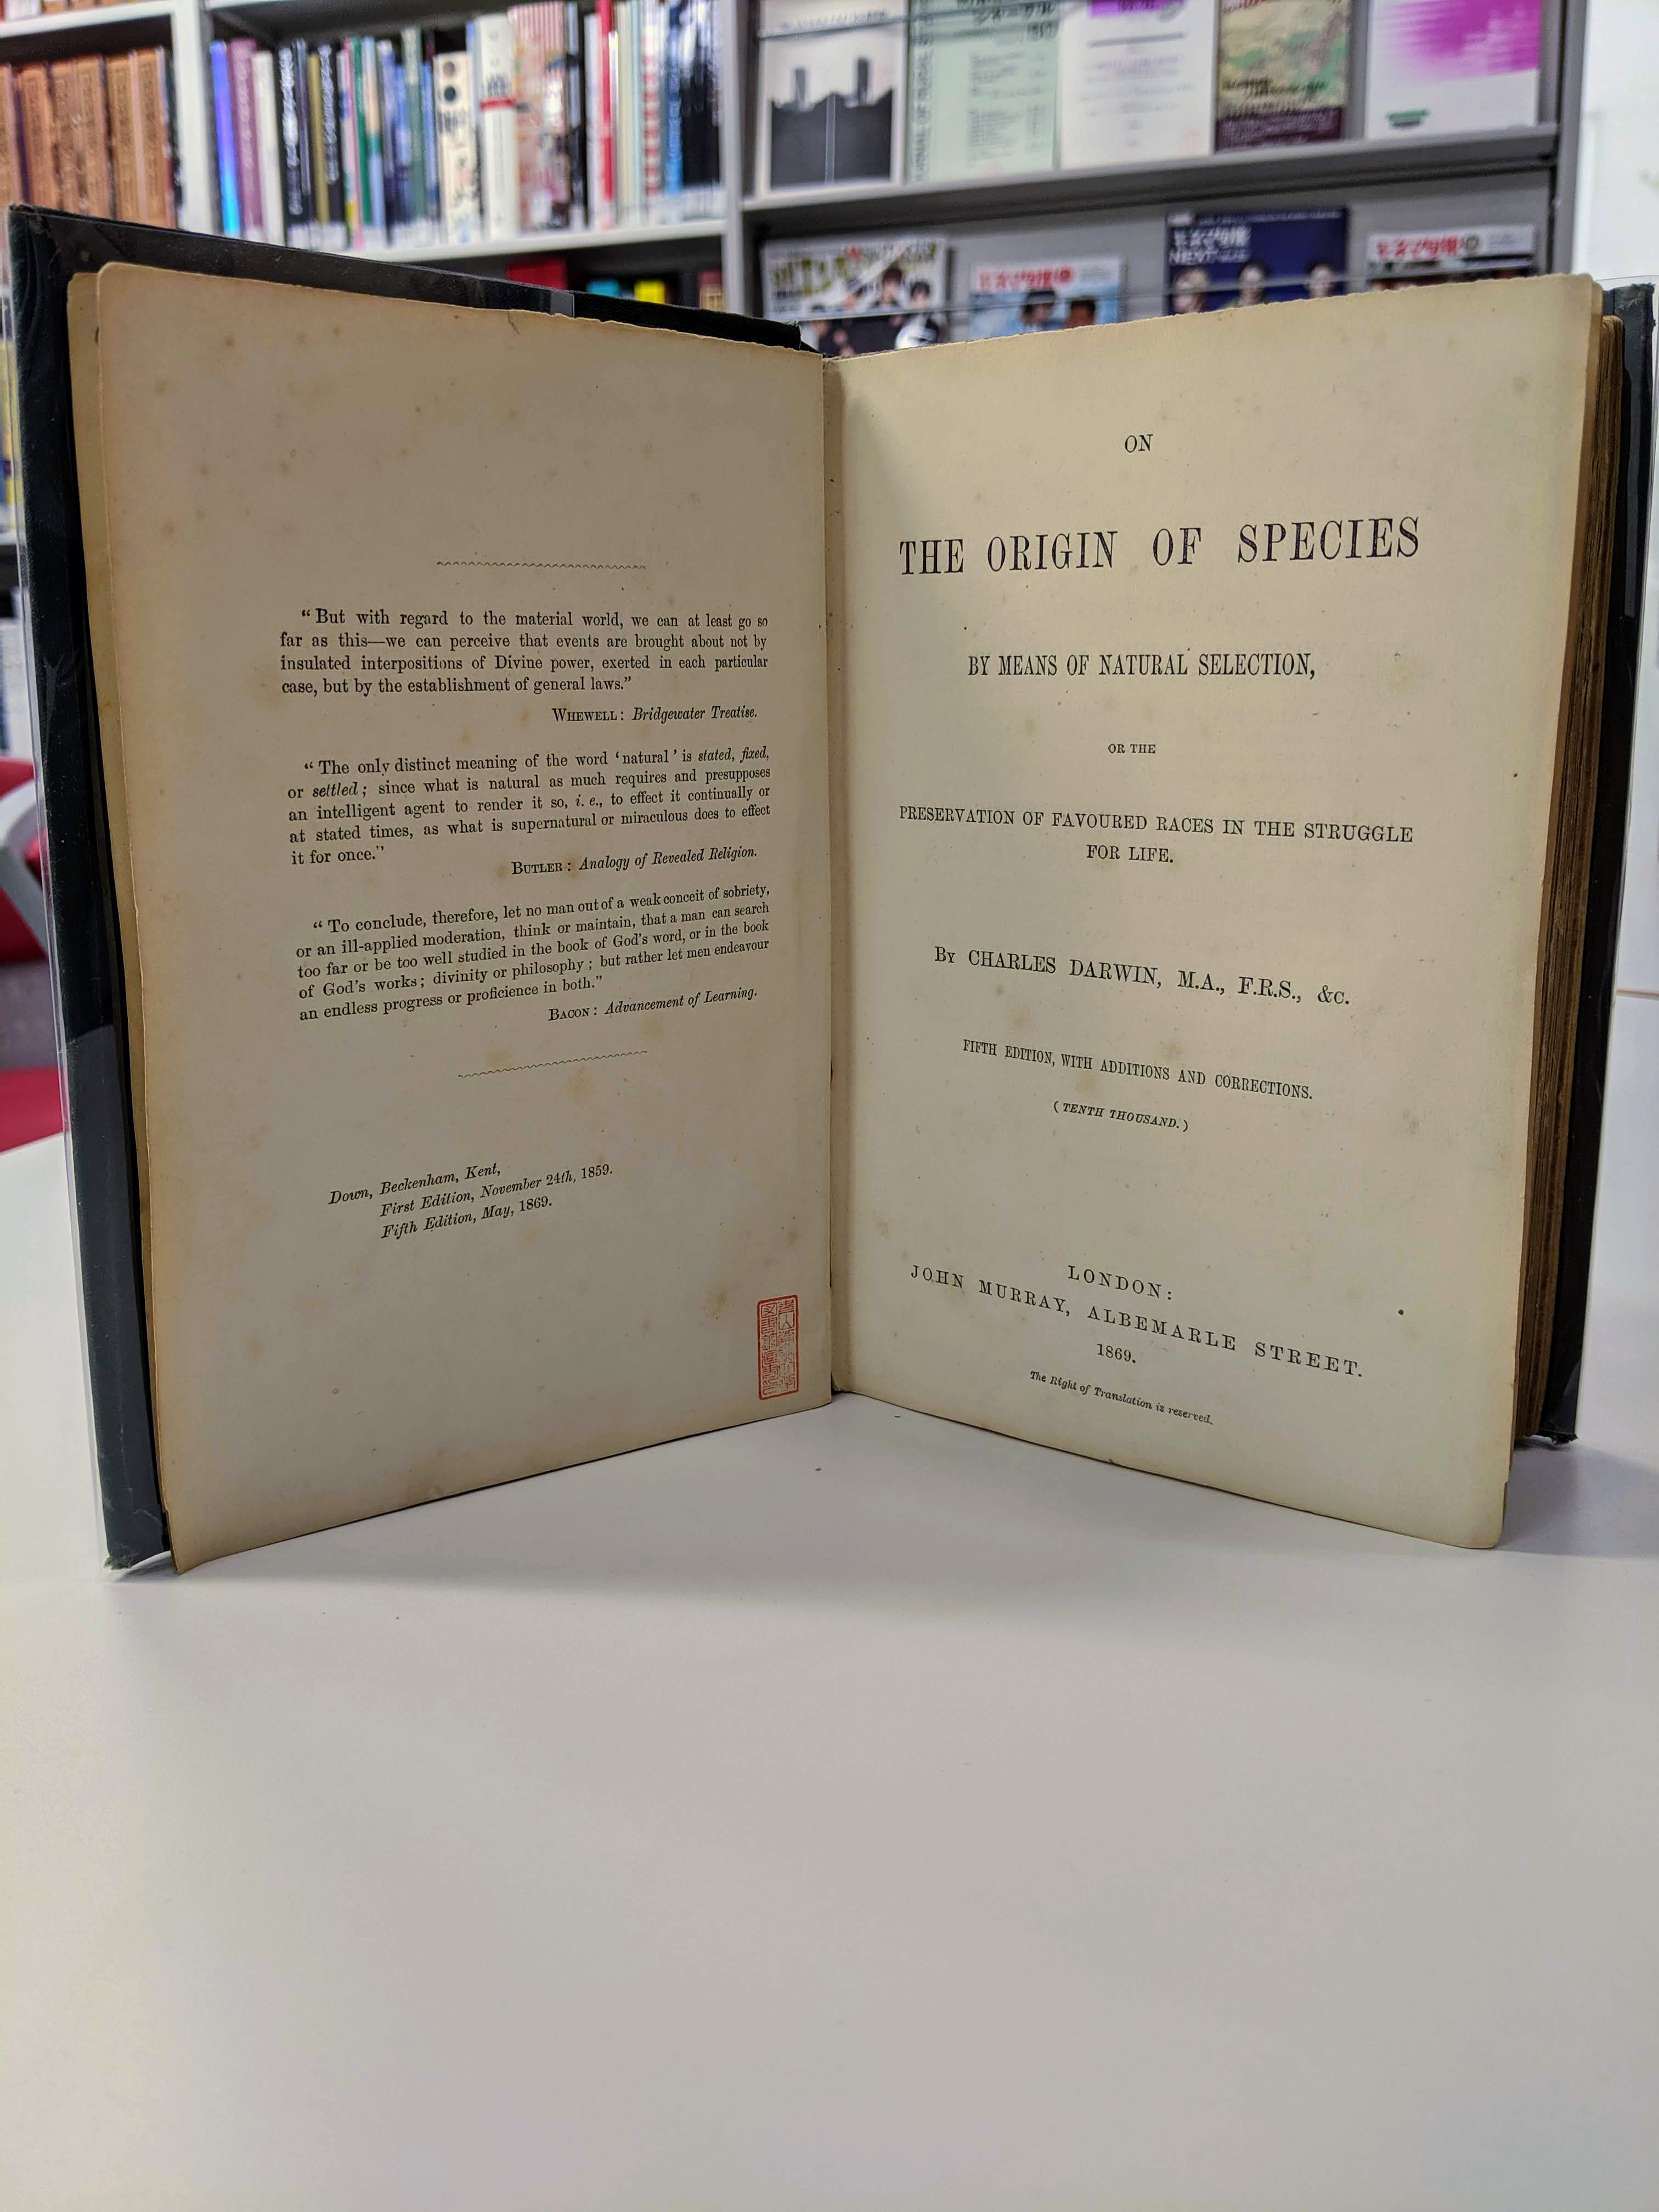 “But with regard to the material world, we can at least go so
far as this—we can perceive that events are brought about not by
insulated interpositions of Divine power, exerted in each particular
case, but by the establishment of general laws.”
WHEWELL: Bridgewater Treatise.
“The only distinct meaning of the word ‘natural’ is stated, fixed,
or settled; since what is natural as much requires and presupposes
an intelligent agent to render it so, i. e., to effect it continually or
at stated times, as what is supernatural or miraculous does to effect
it for once.”
BUTLER: Analogy of Revealed Religion.
“To conclude, therefore, let no man out of a weak conceit of sobriety,
or an ill-applied moderation, think or maintain, that a man can search
too far or be too well studied in the book of God’s word, or in the book
of God’s works; divinity or philosophy; but rather let men endeavour
an endless progress or proficience in both.”
BACON: Advancement of Learning.
Down, Beckenham, Kent,
First Edition, November 24th, 1859.
Fifth Edition, May, 1869.
ON
THE ORIGIN OF SPECIES
BY MEANS OF NATURAL SELECTION,
OR THE
PRESERVATION OF FAVOURED RACES IN THE STRUGGLE
FOR LIFE.
BY CHARLES DARWIN, M.A., F.R.S., &c.
FIFTH EDITION, WITH ADDITIONS AND CORRECTIONS.
(TENTH THOUSAND.)
LONDON:
JOHN MURRAY, ALBEMARLE STREET.
1869.
The Right of Translation is reserved.